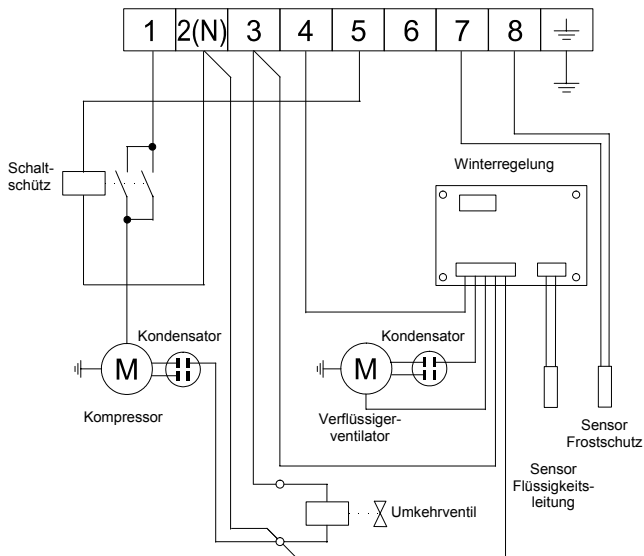 1 2(N) 3 4 5 6 7 8
Schalt-
schütz
Winterregelung
Kondensator
M
Kompressor
Kondensator
M
Verflüssiger-
ventilator
Sensor
Frostschutz
Sensor
Flüssigkeits-
leitung
Umkehrventil